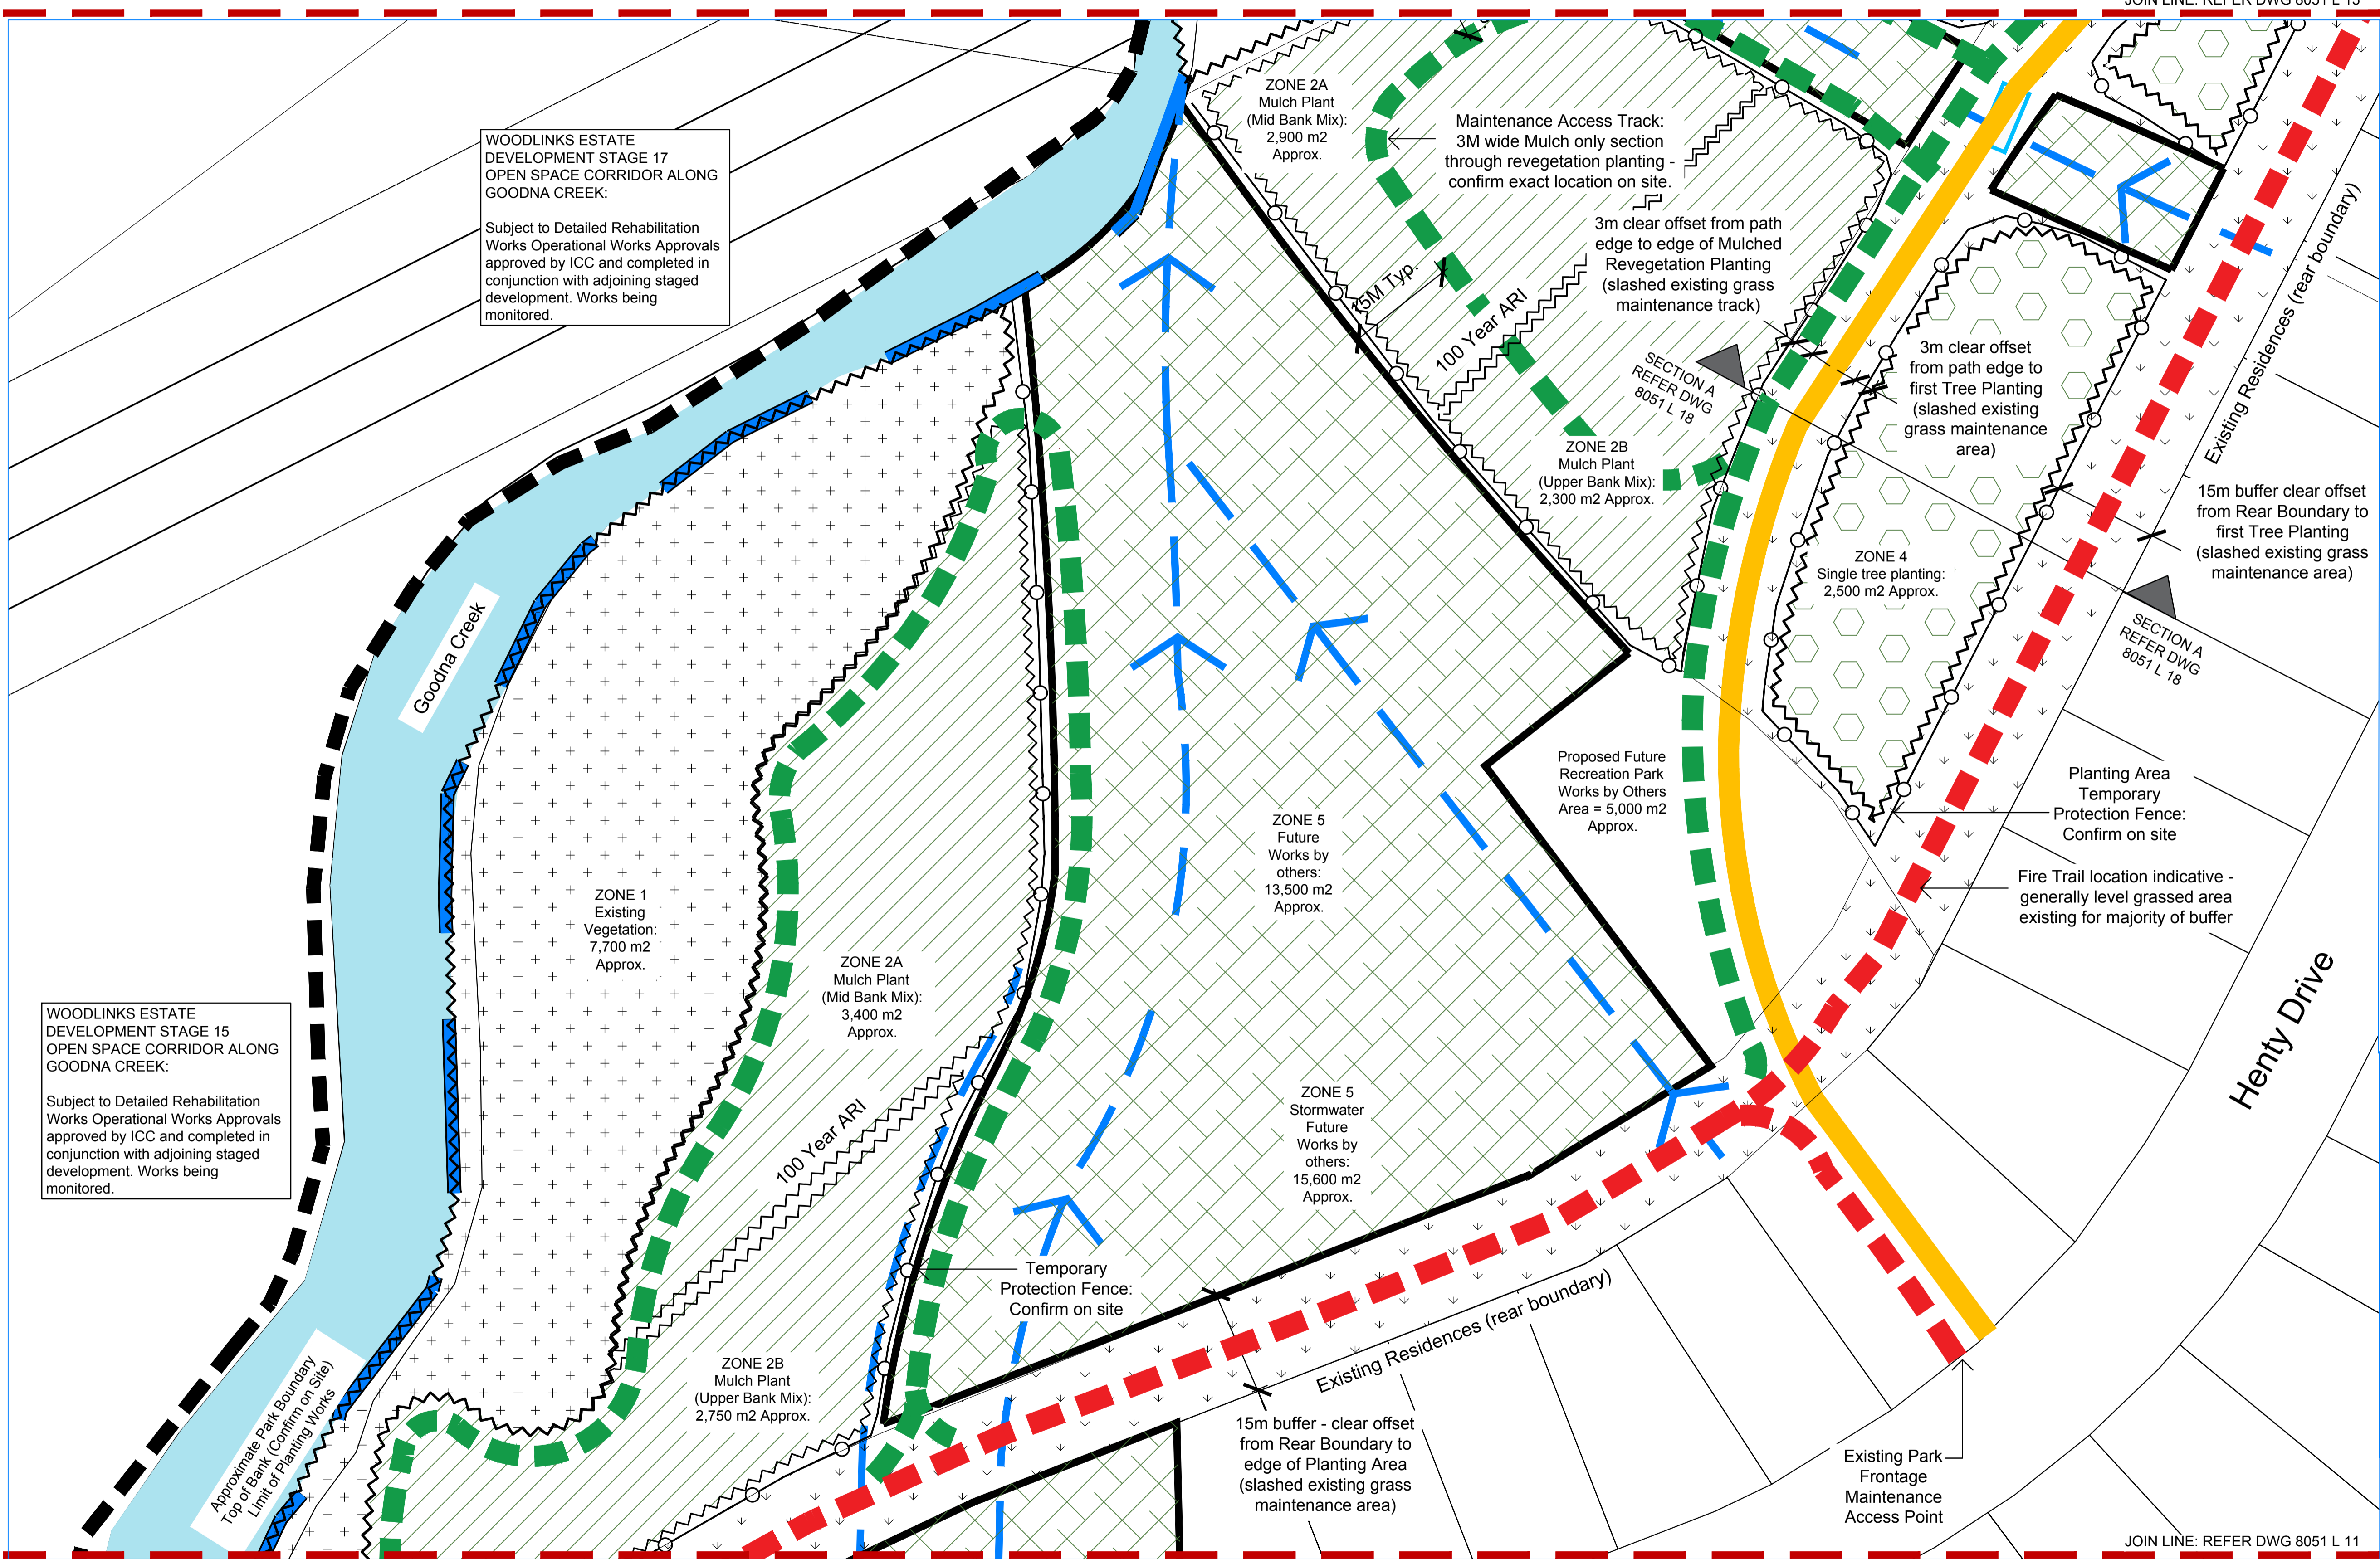 JOIN LINE: REFER DWG 8051 L 13
WOODLINKS ESTATE
DEVELOPMENT STAGE 17
OPEN SPACE CORRIDOR ALONG
GOODNA CREEK:
Subject to Detailed Rehabilitation
Works Operational Works Approvals
approved by ICC and completed in
conjunction with adjoining staged
development. Works being
monitored.
ZONE 2A
Mulch Plant
(Mid Bank Mix):
2,900 m2
Approx.
Maintenance Access Track:
3M wide Mulch only section
through revegetation planting -
confirm exact location on site.
3m clear offset from path
edge to edge of Mulched
Revegetation Planting
(slashed existing grass
maintenance track)
15M Typ.
100 Year ARI
SECTION A
REFER DWG
8051 L 18
3m clear offset
from path edge to
first Tree Planting
(slashed existing
grass maintenance
area)
Existing Residences (rear boundary)
ZONE 2B
Mulch Plant
(Upper Bank Mix):
2,300 m2 Approx.
15m buffer clear offset
from Rear Boundary to
first Tree Planting
(slashed existing grass
maintenance area)
ZONE 4
Single tree planting:
2,500 m2 Approx.
SECTION A
REFER DWG
8051 L 18
Goodna Creek
Proposed Future
Recreation Park
Works by Others
Area = 5,000 m2
Approx.
Planting Area
Temporary
Protection Fence:
Confirm on site
ZONE 5
Future
Works by
others:
13,500 m2
Approx.
Fire Trail location indicative -
generally level grassed area
existing for majority of buffer
ZONE 1
Existing
Vegetation:
7,700 m2
Approx.
ZONE 2A
Mulch Plant
(Mid Bank Mix):
3,400 m2
Approx.
Henty Drive
WOODLINKS ESTATE
DEVELOPMENT STAGE 15
OPEN SPACE CORRIDOR ALONG
GOODNA CREEK:
Subject to Detailed Rehabilitation
Works Operational Works Approvals
approved by ICC and completed in
conjunction with adjoining staged
development. Works being
monitored.
100 Year ARI
ZONE 5
Stormwater
Future
Works by
others:
15,600 m2
Approx.
Temporary
Protection Fence:
Confirm on site
Existing Residences (rear boundary)
ZONE 2B
Mulch Plant
(Upper Bank Mix):
2,750 m2 Approx.
Approximate Park Boundary
Top of Bank (Confirm on Site)
Limit of Planting Works
15m buffer - clear offset
from Rear Boundary to
edge of Planting Area
(slashed existing grass
maintenance area)
Existing Park
Frontage
Maintenance
Access Point
JOIN LINE: REFER DWG 8051 L 11